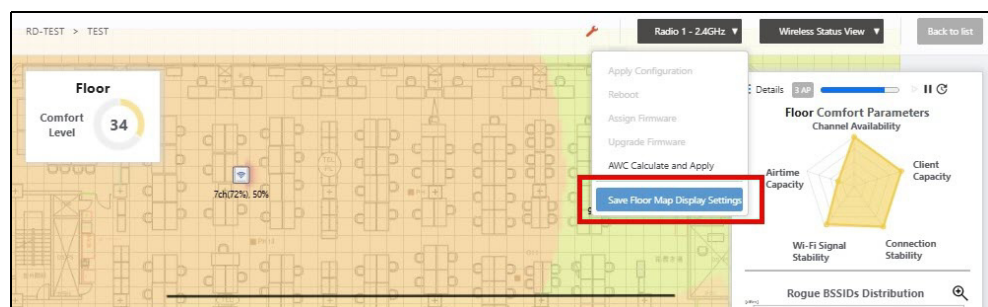 RD-TEST > TEST
Radio 1 - 2.4GHz
Wireless Status View
Back to list
Floor
Comfort
Level
34
7ch(72%), 50%
Apply Configuration
Reboot
Assign Firmware
Upgrade Firmware
AWC Calculate and Apply
Save Floor Map Display Settings
Details
3 AP
Floor Comfort Parameters
Channel Availability
Client
Capacity
Airtime
Capacity
Wi-Fi Signal
Stability
Connection
Stability
Rogue BSSIDs Distribution